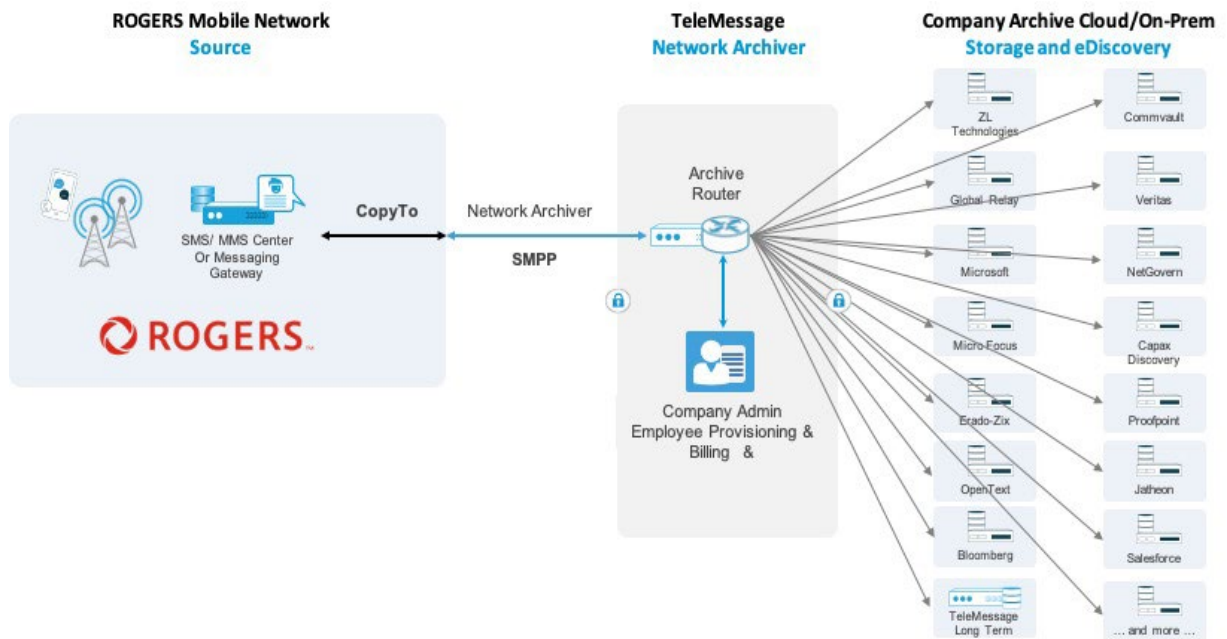 ROGERS Mobile Network
Source
TeleMessage
Network Archiver
Company Archive Cloud/On-Prem
Storage and eDiscovery
SMS/ MMS Center
Or Messaging
Gateway
ROGERS™
CopyTo
Network Archiver
SMPP
Archive
Router
Company Admin
Employee Provisioning &
Billing &
ZL
Technologies
Commvault
Global Relay
Veritas
Microsoft
NetGovern
Micro Focus
Capax
Discovery
Erado-Zix
Proofpoint
OpenText
Jatheon
Bloomberg
Salesforce
TeleMessage
Long Term
... and more ...